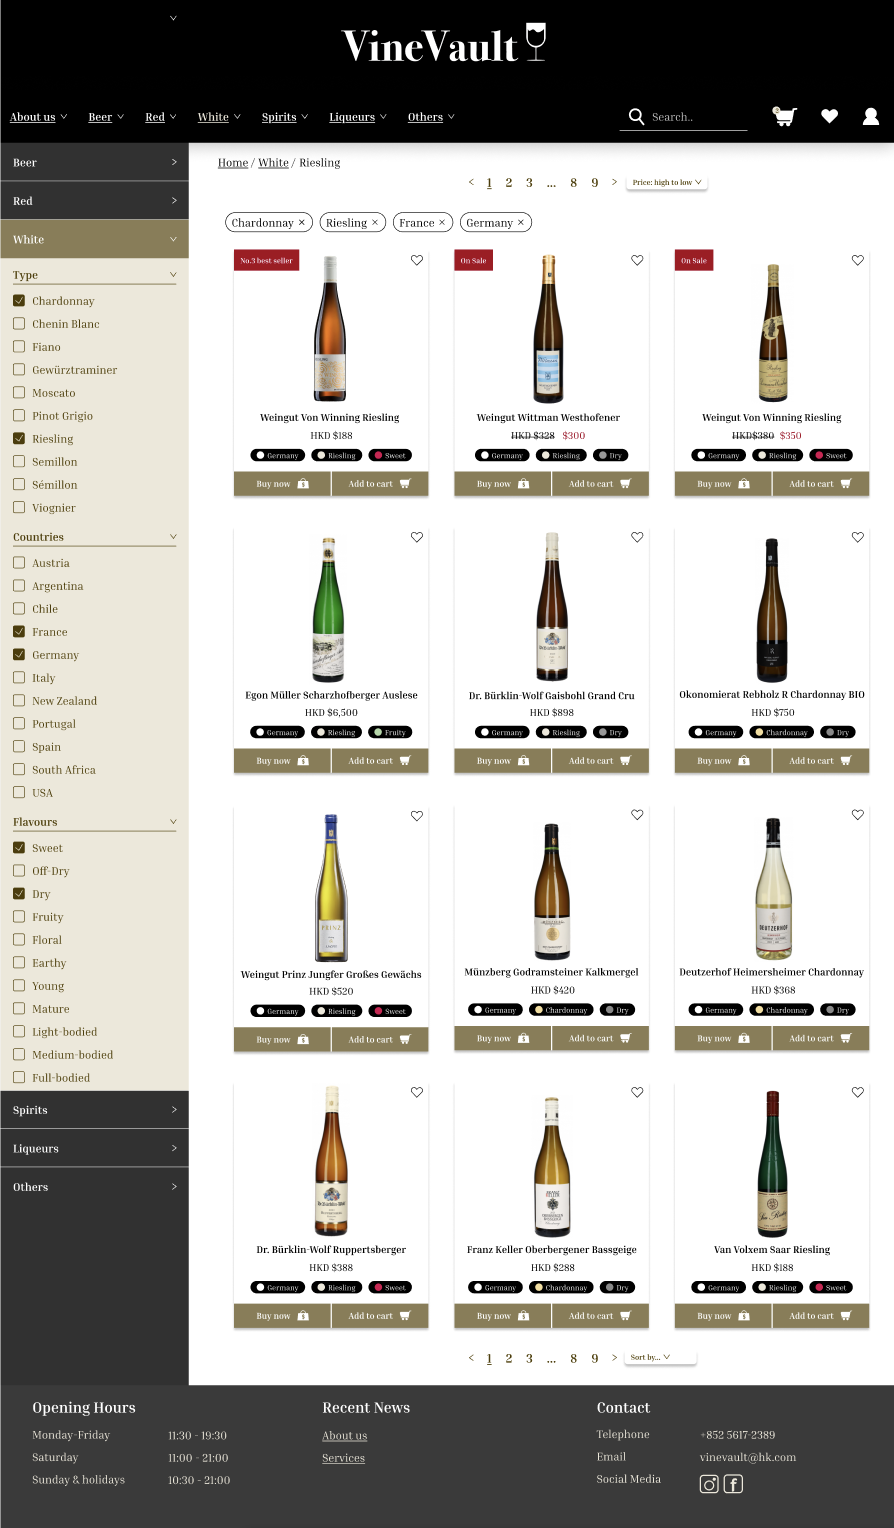 VineVault
About us Beer Red White Spirits Liqueurs Others Search..
Beer
Red
White
Type
Chardonnay
Chenin Blanc
Fiano
Gewürztraminer
Moscato
Pinot Grigio
Riesling
Semillon
Sémillon
Viognier
Countries
Austria
Argentina
Chile
France
Germany
Italy
New Zealand
Portugal
Spain
South Africa
USA
Flavours
Sweet
Off-Dry
Dry
Fruity
Floral
Earthy
Young
Mature
Light-bodied
Medium-bodied
Full-bodied
Spirits
Liqueurs
Others
Home / White / Riesling
< 1 2 3 ... 8 9 > Price: high to low
Chardonnay × Riesling × France × Germany ×
No.3 best seller
Weingut Von Winning Riesling
HKD $188
Germany Riesling Sweet
Buy now Add to cart
On Sale
Weingut Wittman Westhofener
HKD $328 $300
Germany Riesling Dry
Buy now Add to cart
On Sale
Weingut Von Winning Riesling
HKD$380 $350
Germany Riesling Sweet
Buy now Add to cart
Egon Müller Scharzhofberger Auslese
HKD $6,500
Germany Riesling Fruity
Buy now Add to cart
Dr. Bürklin-Wolf Gaisbohl Grand Cru
HKD $898
Germany Riesling Dry
Buy now Add to cart
Okonomierat Rebholz R Chardonnay BIO
HKD $750
Germany Chardonnay Dry
Buy now Add to cart
PRINZ
Weingut Prinz Jungfer Großes Gewächs
HKD $520
Germany Riesling Sweet
Buy now Add to cart
Münzberg Godramsteiner Kalkmergel
HKD $420
Germany Chardonnay Dry
Buy now Add to cart
DEUTZERHOF
Deutzerhof Heimersheimer Chardonnay
HKD $368
Germany Chardonnay Dry
Buy now Add to cart
Dr. Bürklin-Wolf Ruppertsberger
HKD $388
Germany Riesling Sweet
Buy now Add to cart
Franz Keller Oberbergener Bassgeige
HKD $288
Germany Chardonnay Dry
Buy now Add to cart
Van Volxem Saar Riesling
HKD $188
Germany Riesling Sweet
Buy now Add to cart
< 1 2 3 ... 8 9 > Sort by...
Opening Hours
Monday-Friday 11:30 - 19:30
Saturday 11:00 - 21:00
Sunday & holidays 10:30 - 21:00
Recent News
About us
Services
Contact
Telephone +852 5617-2389
Email vinevault@hk.com
Social Media